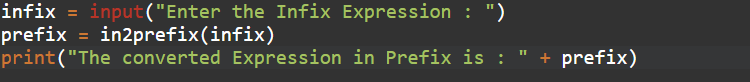 infix = input("Enter the Infix Expression : ")
prefix = in2prefix(infix)
print("The converted Expression in Prefix is : " + prefix)